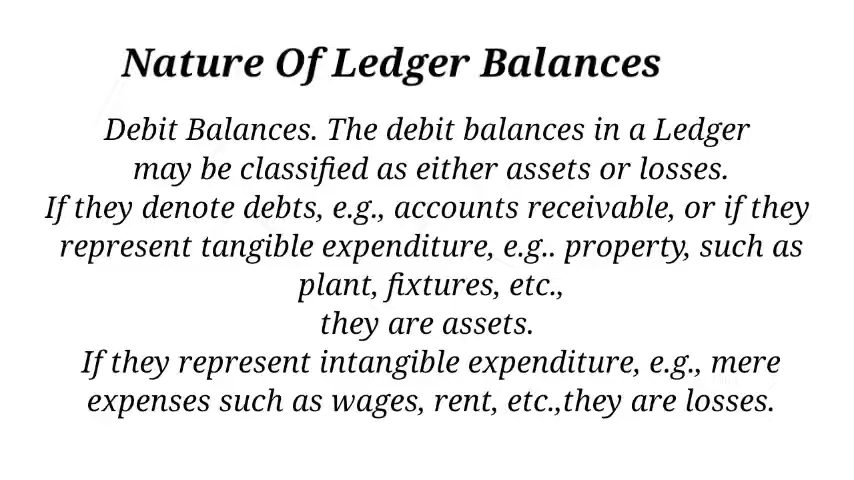 Nature Of Ledger Balances
Debit Balances. The debit balances in a Ledger
may be classified as either assets or losses.
If they denote debts, e.g., accounts receivable, or if they
represent tangible expenditure, e.g.. property, such as
plant, fixtures, etc.,
they are assets.
If they represent intangible expenditure, e.g., mere
expenses such as wages, rent, etc.,they are losses.